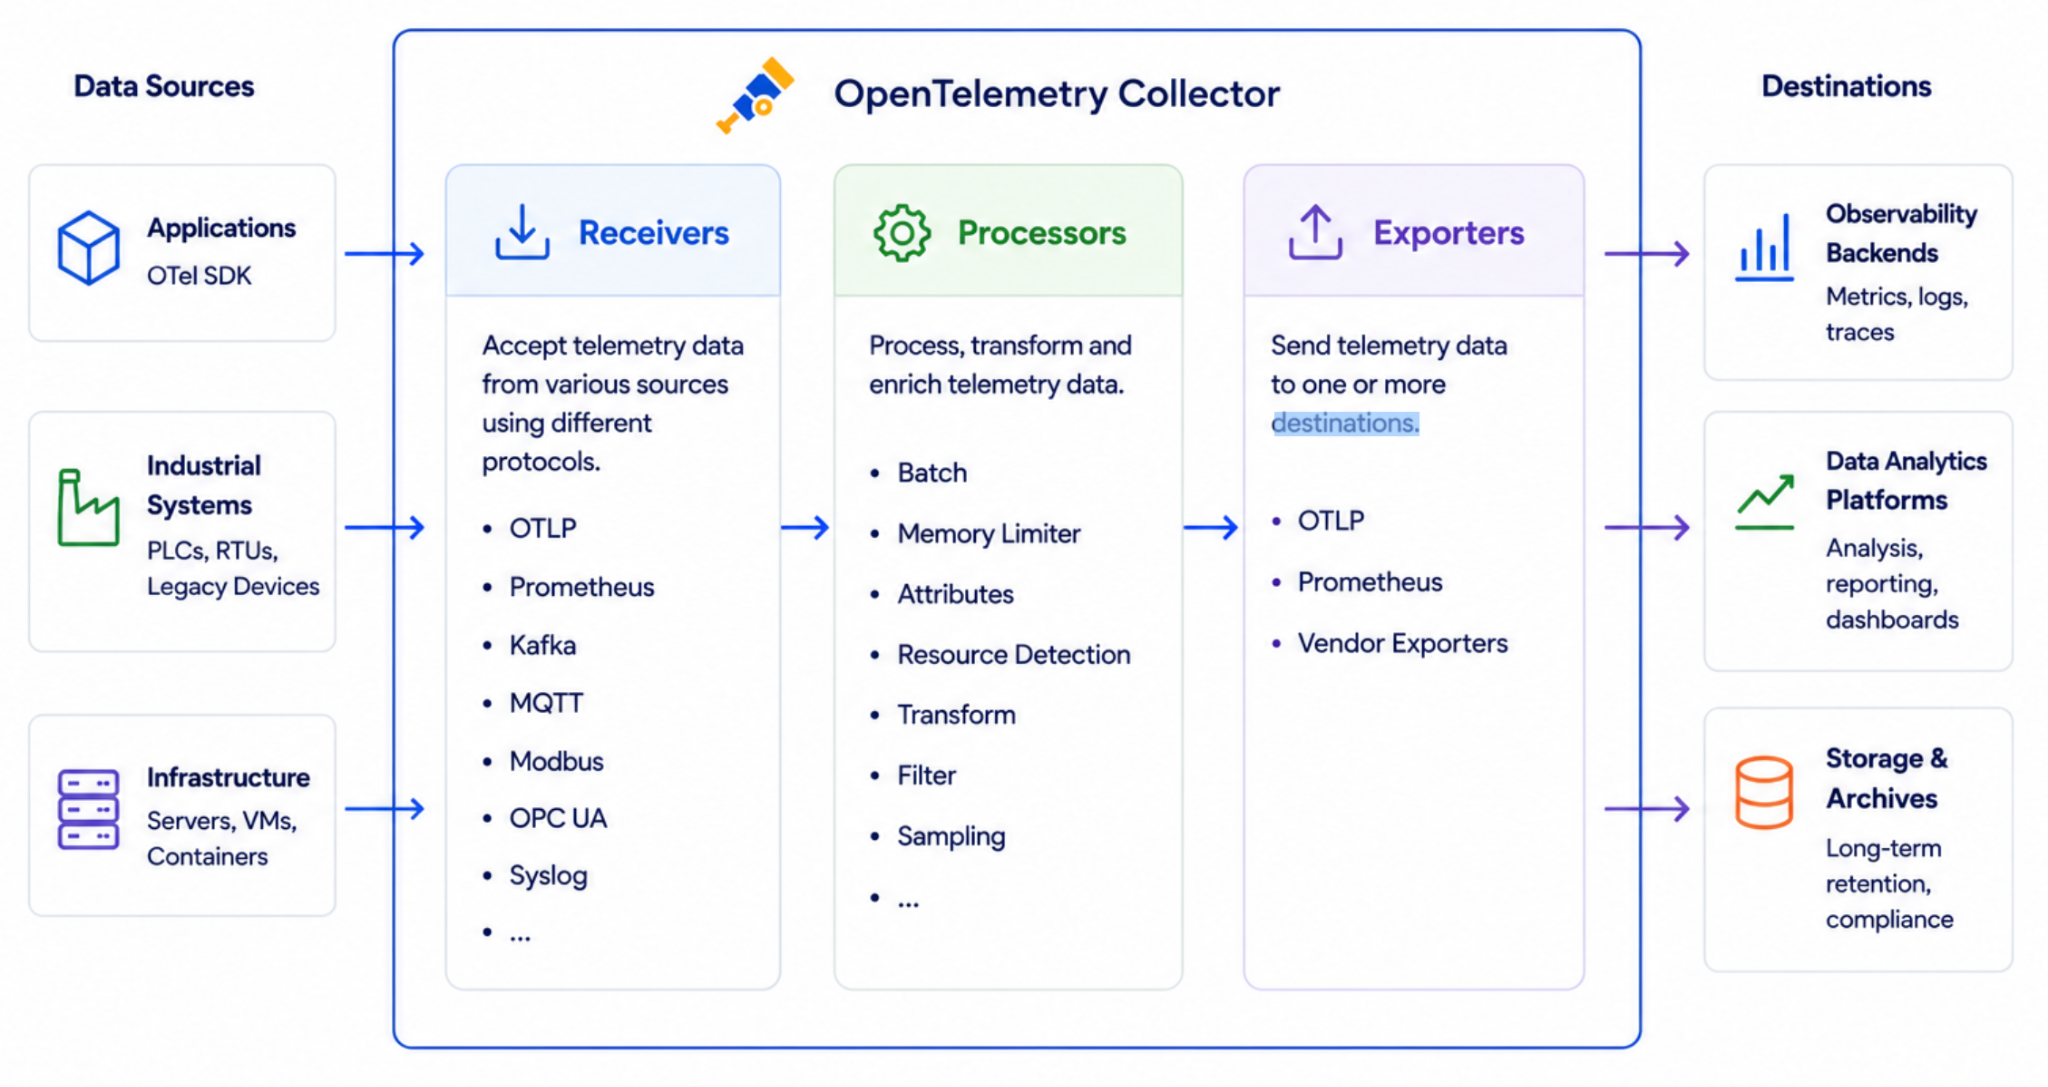 Data Sources
Applications
OTel SDK
Industrial
Systems
PLCs, RTUs,
Legacy Devices
Infrastructure
Servers, VMs,
Containers
OpenTelemetry Collector
Receivers
Accept telemetry data
from various sources
using different
protocols.
• OTLP
• Prometheus
• Kafka
• MQTT
• Modbus
• OPC UA
• Syslog
• ...
Processors
Process, transform and
enrich telemetry data.
• Batch
• Memory Limiter
• Attributes
• Resource Detection
• Transform
• Filter
• Sampling
• ...
Exporters
Send telemetry data
to one or more
destinations.
• OTLP
• Prometheus
• Vendor Exporters
Destinations
Observability
Backends
Metrics, logs,
traces
Data Analytics
Platforms
Analysis,
reporting,
dashboards
Storage &
Archives
Long-term
retention,
compliance